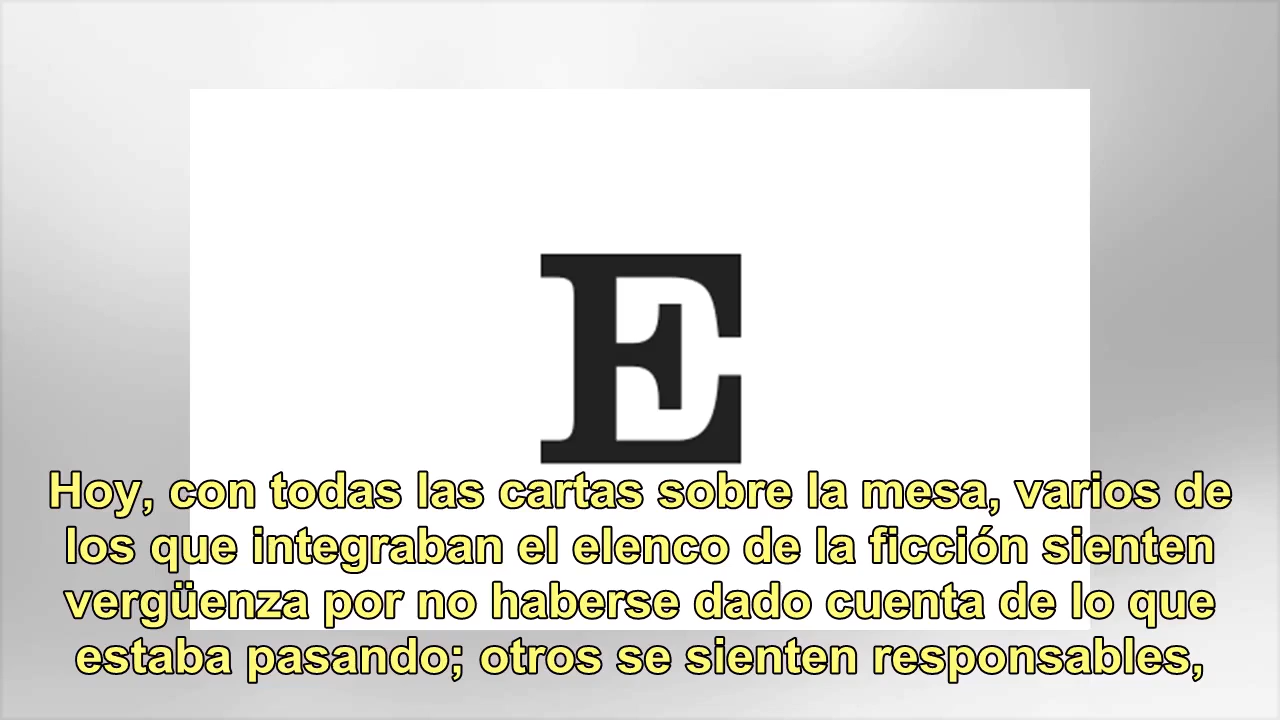 E
Hoy, con todas las cartas sobre la mesa, varios de
los que integraban el elenco de la ficción sienten
vergüenza por no haberse dado cuenta de lo que
estaba pasando; otros se sienten responsables,